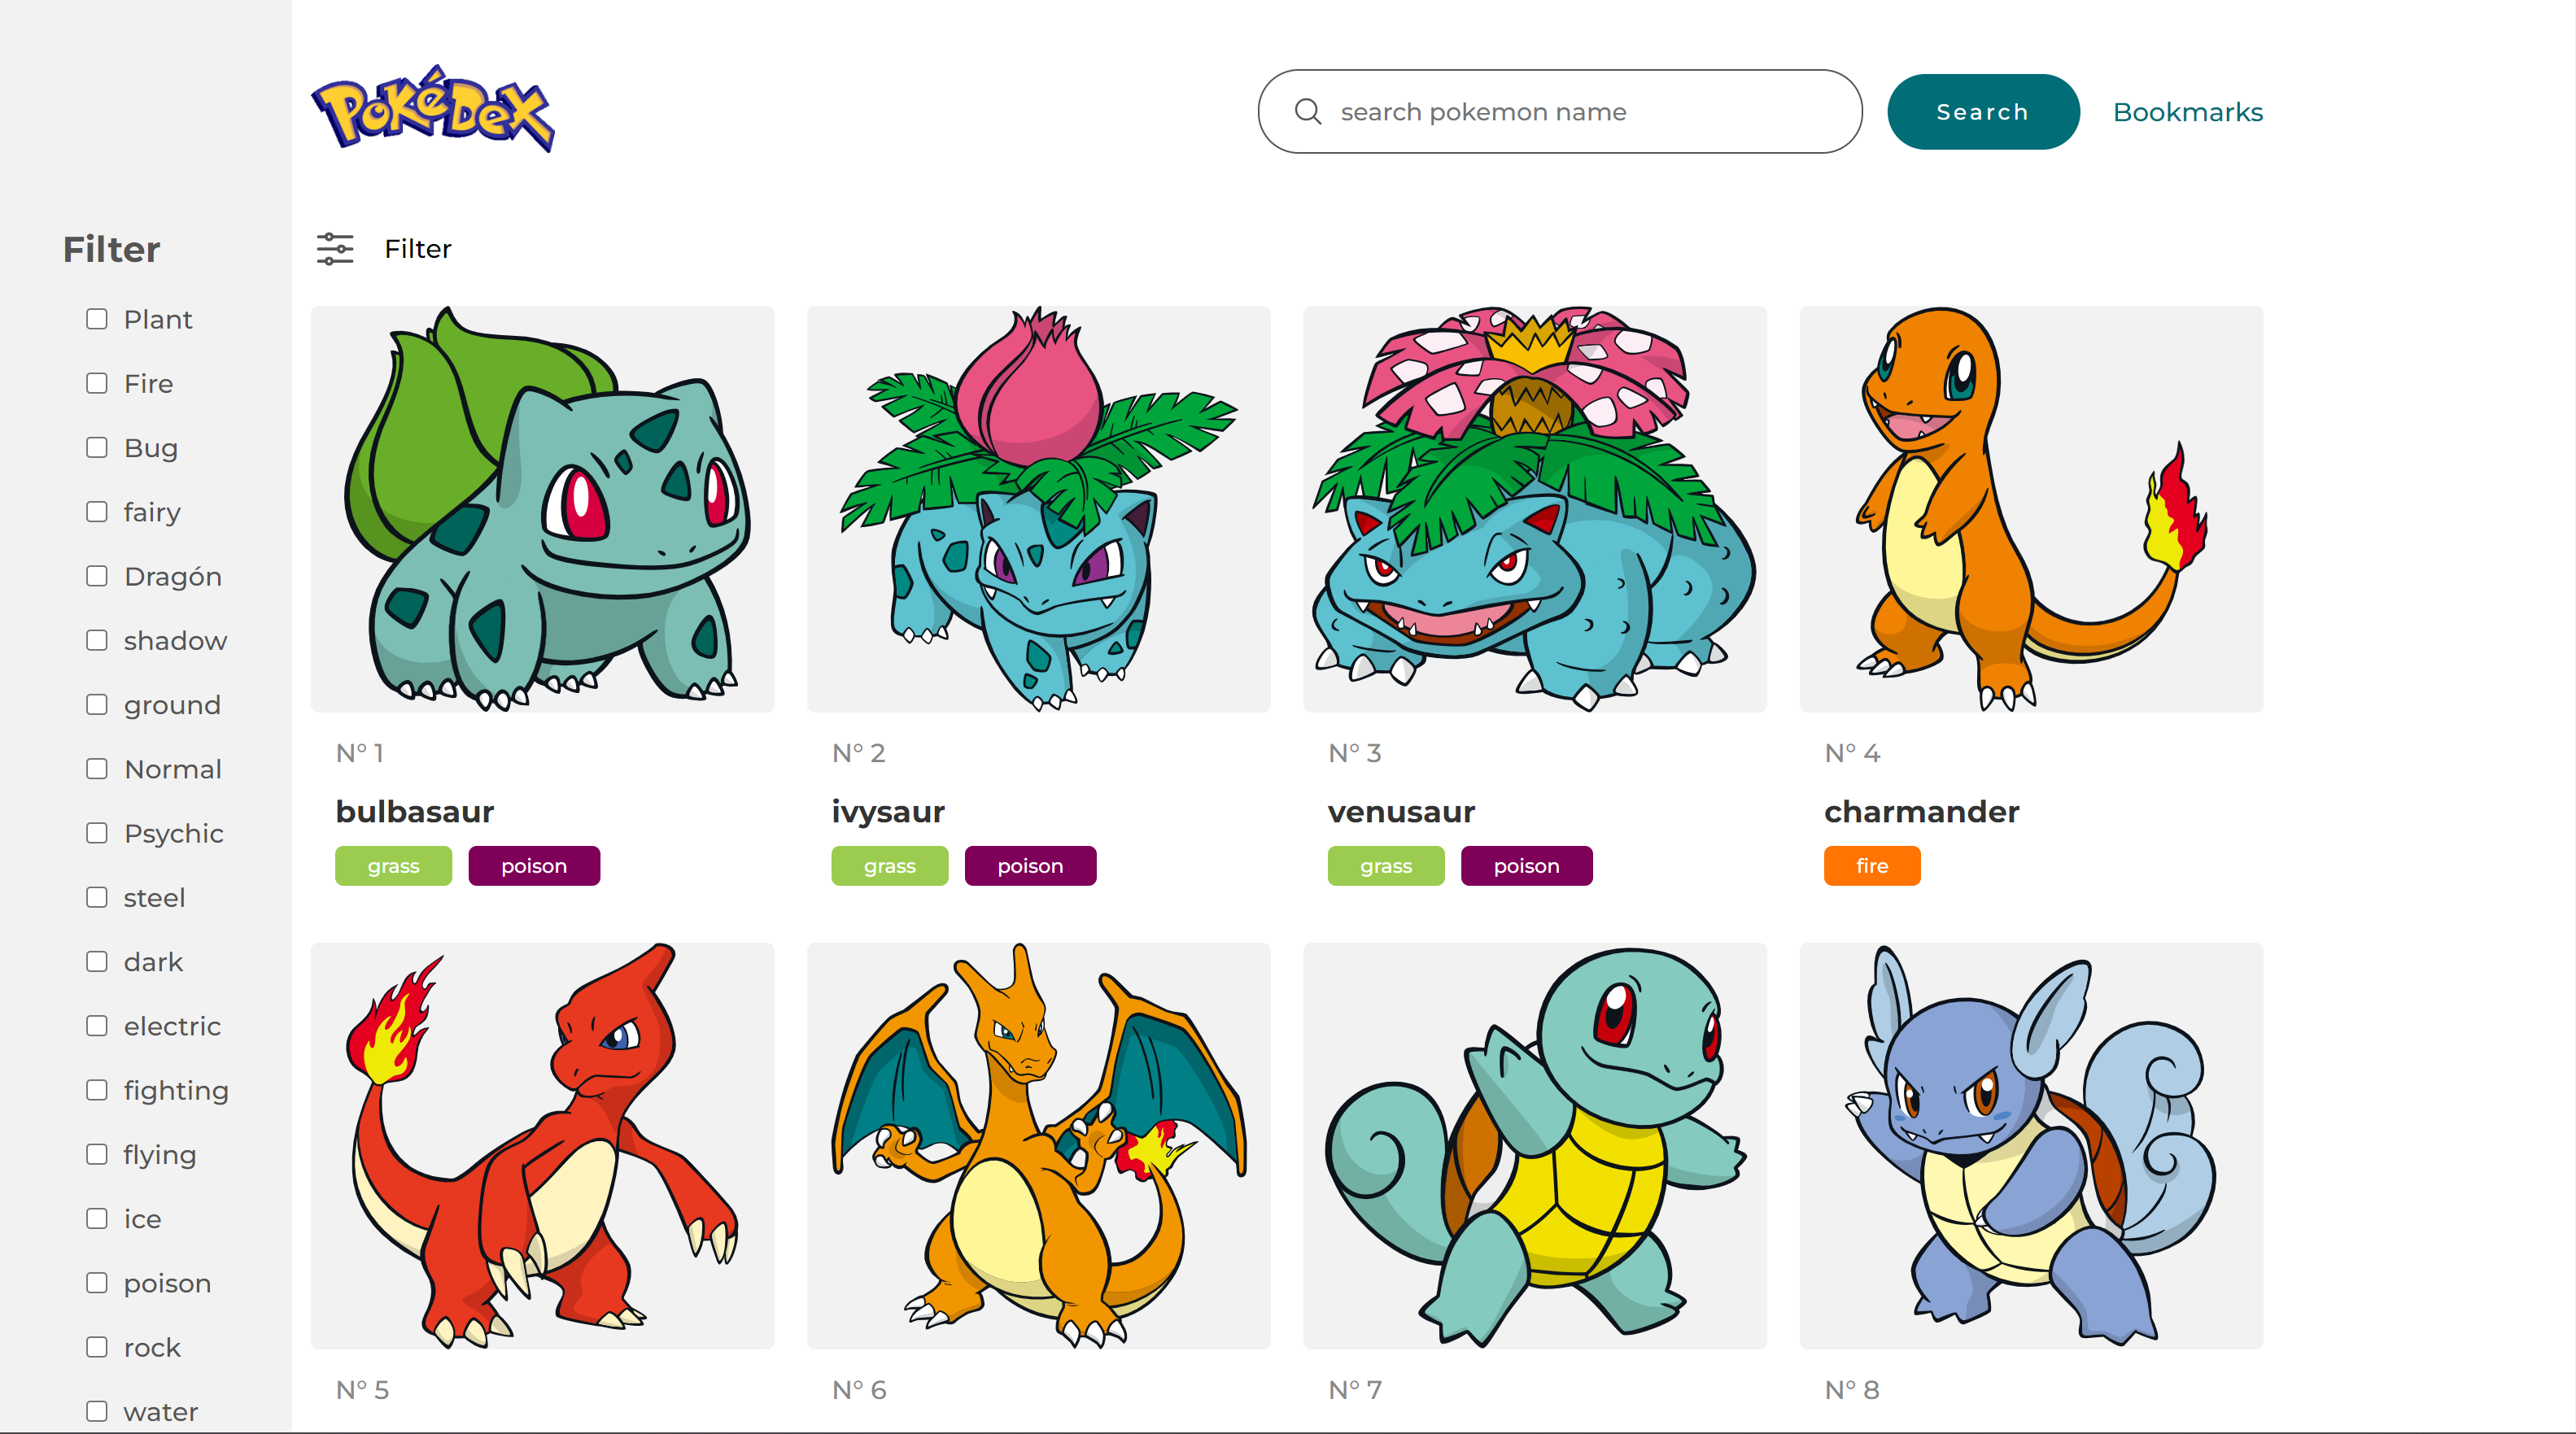 PoKéDeX
search pokemon name
Search
Bookmarks
Filter
Plant
Fire
Bug
fairy
Dragón
shadow
ground
Normal
Psychic
steel
dark
electric
fighting
flying
ice
poison
rock
water
Filter
N° 1
bulbasaur
grass poison
N° 2
ivysaur
grass poison
N° 3
venusaur
grass poison
N° 4
charmander
fire
N° 5
N° 6
N° 7
N° 8